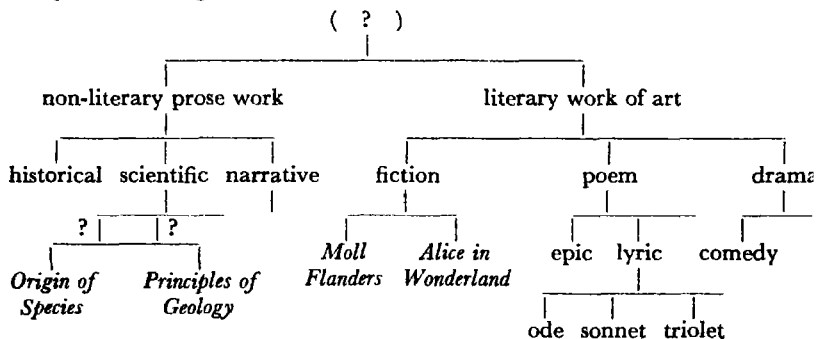 ( ? )
non-literary prose work literary work of art
historical scientific narrative fiction poem drama
? ?
Origin of Species Principles of Geology Moll Flanders Alice in Wonderland epic lyric comedy
ode sonnet triolet